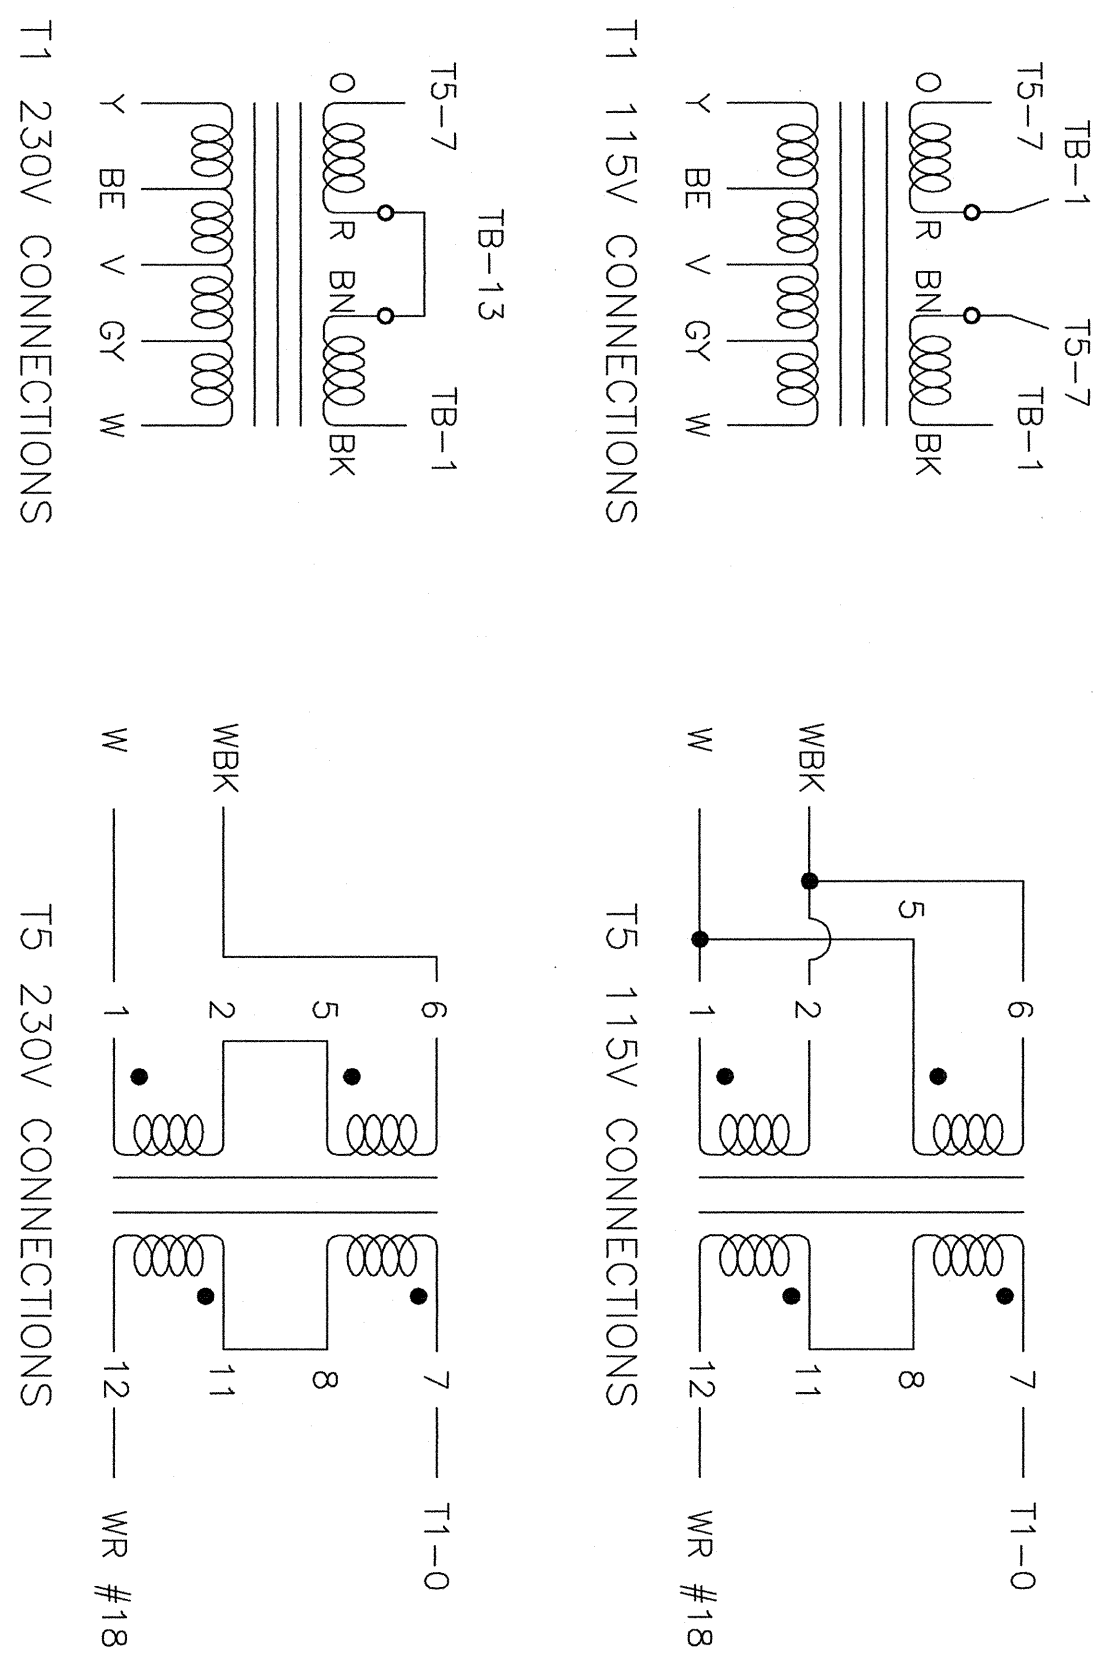 TB-1 T5-7
T5-7 TB-1
O R BN BK
Y BE V GY W
T1 115V CONNECTIONS
6 7 T1-0
5 8
WBK 2 11
W 1 12 WR #18
T5 115V CONNECTIONS
TB-13
T5-7 TB-1
O R BN BK
Y BE V GY W
T1 230V CONNECTIONS
6 7 T1-0
5 8
WBK 2 11
W 1 12 WR #18
T5 230V CONNECTIONS